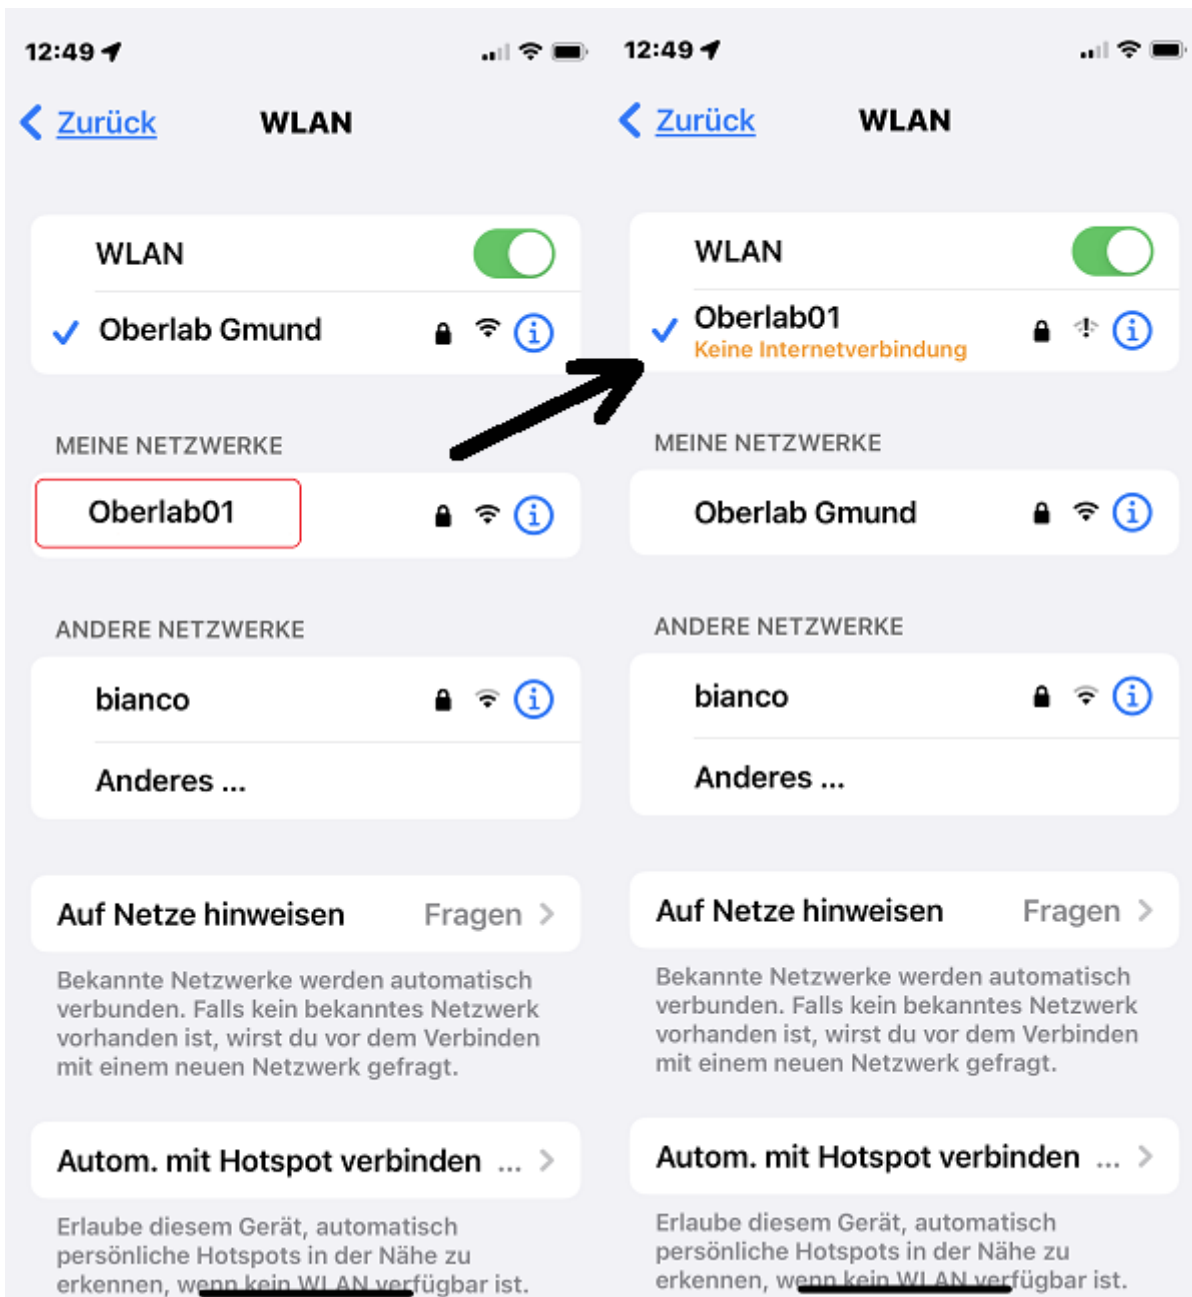 12:49
Zurück
WLAN
WLAN
Oberlab Gmund
MEINE NETZWERKE
Oberlab01
ANDERE NETZWERKE
bianco
Anderes ...
Auf Netze hinweisen Fragen
Bekannte Netzwerke werden automatisch
verbunden. Falls kein bekanntes Netzwerk
vorhanden ist, wirst du vor dem Verbinden
mit einem neuen Netzwerk gefragt.
Autom. mit Hotspot verbinden ...
Erlaube diesem Gerät, automatisch
persönliche Hotspots in der Nähe zu
erkennen, wenn kein WLAN verfügbar ist.
12:49
Zurück
WLAN
WLAN
Oberlab01
Keine Internetverbindung
MEINE NETZWERKE
Oberlab Gmund
ANDERE NETZWERKE
bianco
Anderes ...
Auf Netze hinweisen Fragen
Bekannte Netzwerke werden automatisch
verbunden. Falls kein bekanntes Netzwerk
vorhanden ist, wirst du vor dem Verbinden
mit einem neuen Netzwerk gefragt.
Autom. mit Hotspot verbinden ...
Erlaube diesem Gerät, automatisch
persönliche Hotspots in der Nähe zu
erkennen, wenn kein WLAN verfügbar ist.